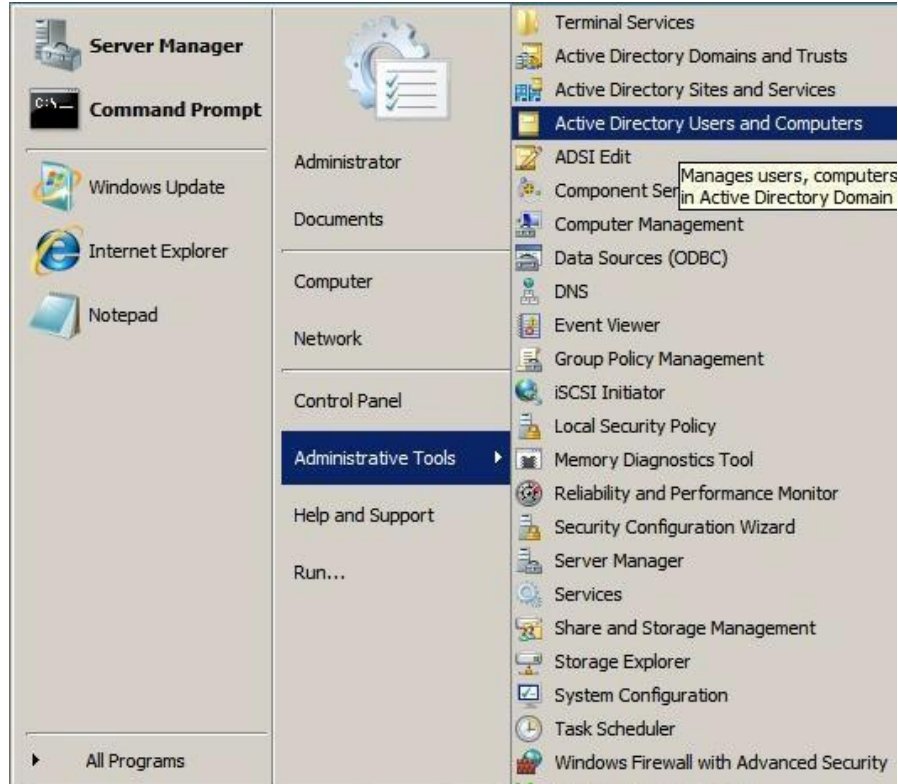 Server Manager
C:\
Command Prompt
Windows Update
Internet Explorer
Notepad
All Programs
Administrator
Documents
Computer
Network
Control Panel
Administrative Tools
Help and Support
Run...
Terminal Services
Active Directory Domains and Trusts
Active Directory Sites and Services
Active Directory Users and Computers
ADSI Edit
Manages users, computers
in Active Directory Domain
Component Ser
Computer Management
Data Sources (ODBC)
DNS
Event Viewer
Group Policy Management
iSCSI Initiator
Local Security Policy
Memory Diagnostics Tool
Reliability and Performance Monitor
Security Configuration Wizard
Server Manager
Services
Share and Storage Management
Storage Explorer
System Configuration
Task Scheduler
Windows Firewall with Advanced Security